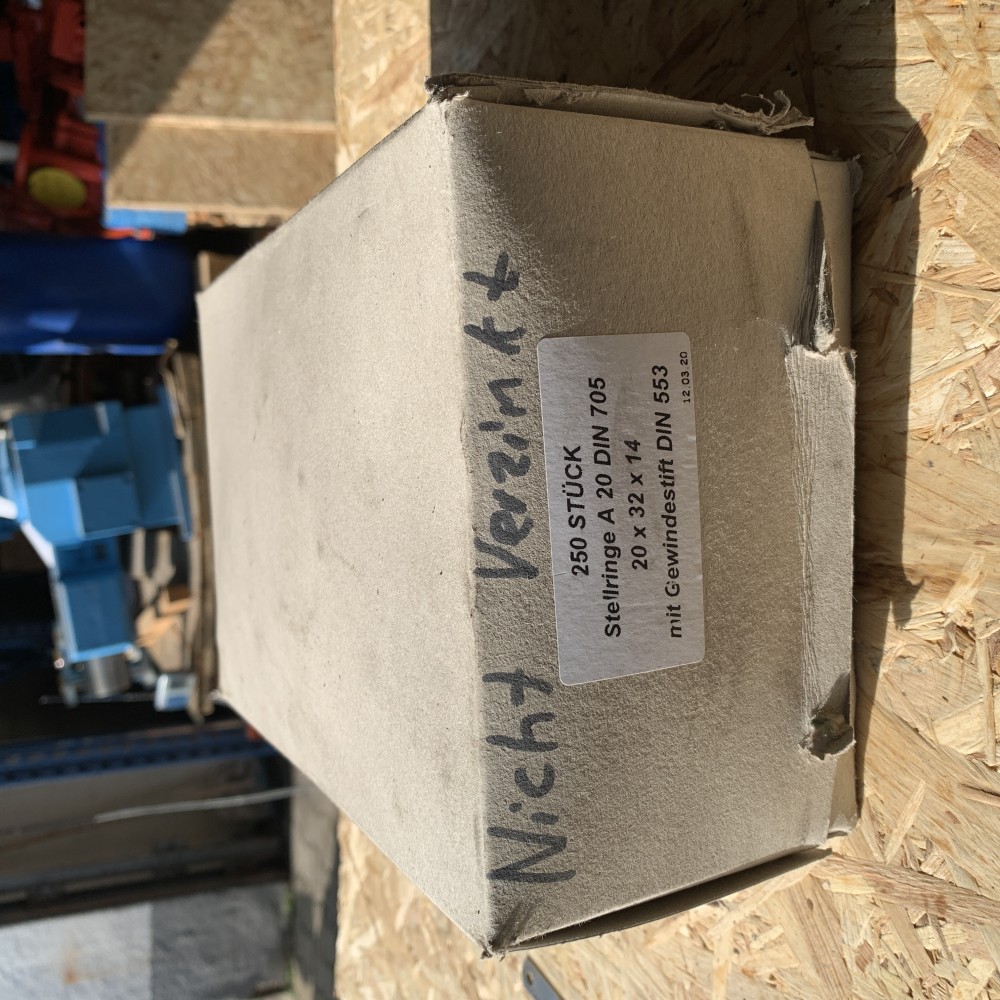 Nicht Verzinkt
250 STÜCK
Stellringe A 20 DIN 705
20 x 32 x 14
mit Gewindestift DIN 553
12.03.20